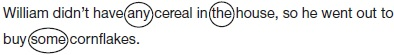 William didn't have any cereal in the house, so he went out to
buy some cornflakes.